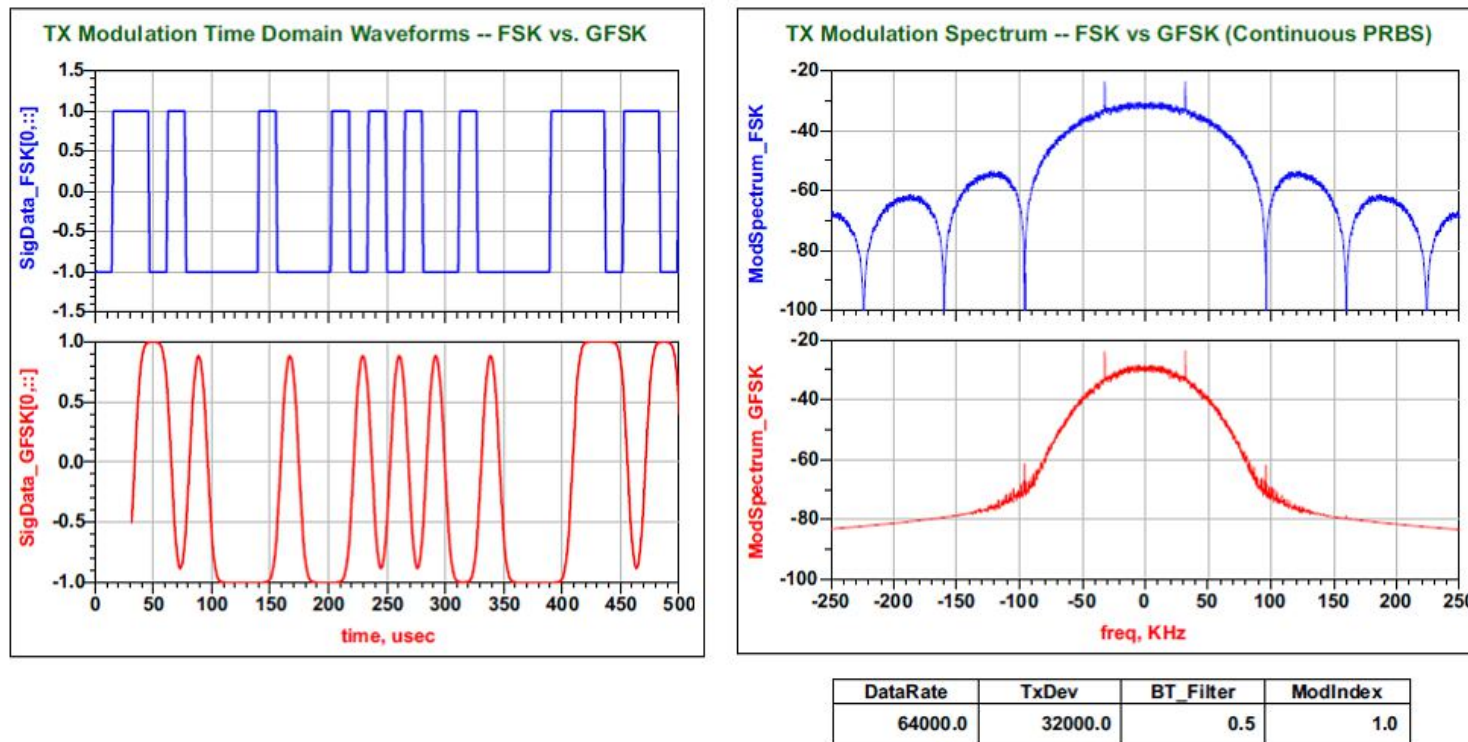 TX Modulation Time Domain Waveforms -- FSK vs. GFSK
SigData_FSK[0,::]
1.5
1.0
0.5
0.0
-0.5
-1.0
-1.5
SigData_GFSK[0,::]
1.0
0.5
0.0
-0.5
-1.0
0 50 100 150 200 250 300 350 400 450 500
time, usec
TX Modulation Spectrum -- FSK vs GFSK (Continuous PRBS)
ModSpectrum_FSK
-20
-40
-60
-80
-100
ModSpectrum_GFSK
-20
-40
-60
-80
-100
-250 -200 -150 -100 -50 0 50 100 150 200 250
freq, KHz
DataRate TxDev BT_Filter ModIndex
64000.0 32000.0 0.5 1.0